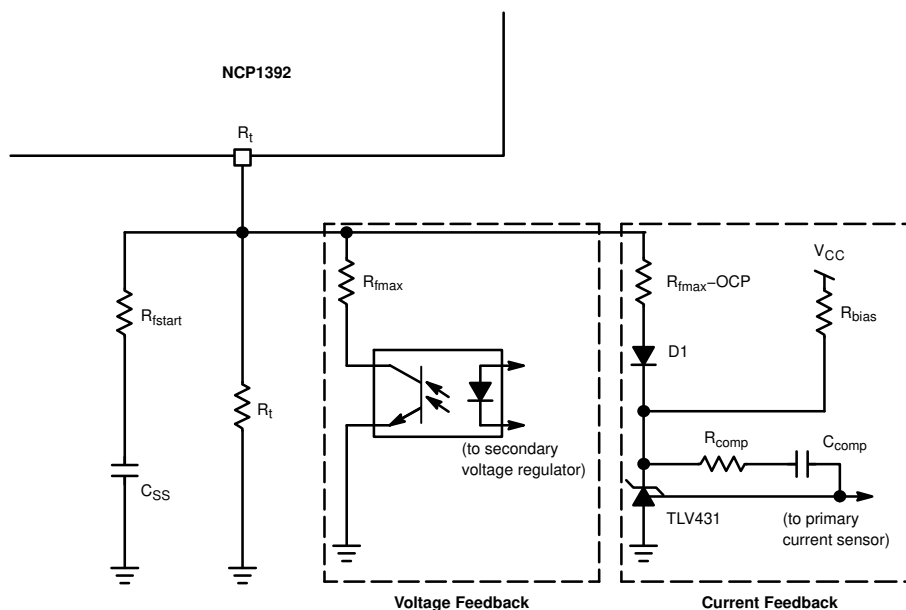 NCP1392
Rt
VCC
Rfmax
Rfmax–OCP
Rfstart
Rbias
D1
Rt
Rcomp
Ccomp
(to secondary
voltage regulator)
CSS
TLV431
(to primary
current sensor)
Voltage Feedback
Current Feedback